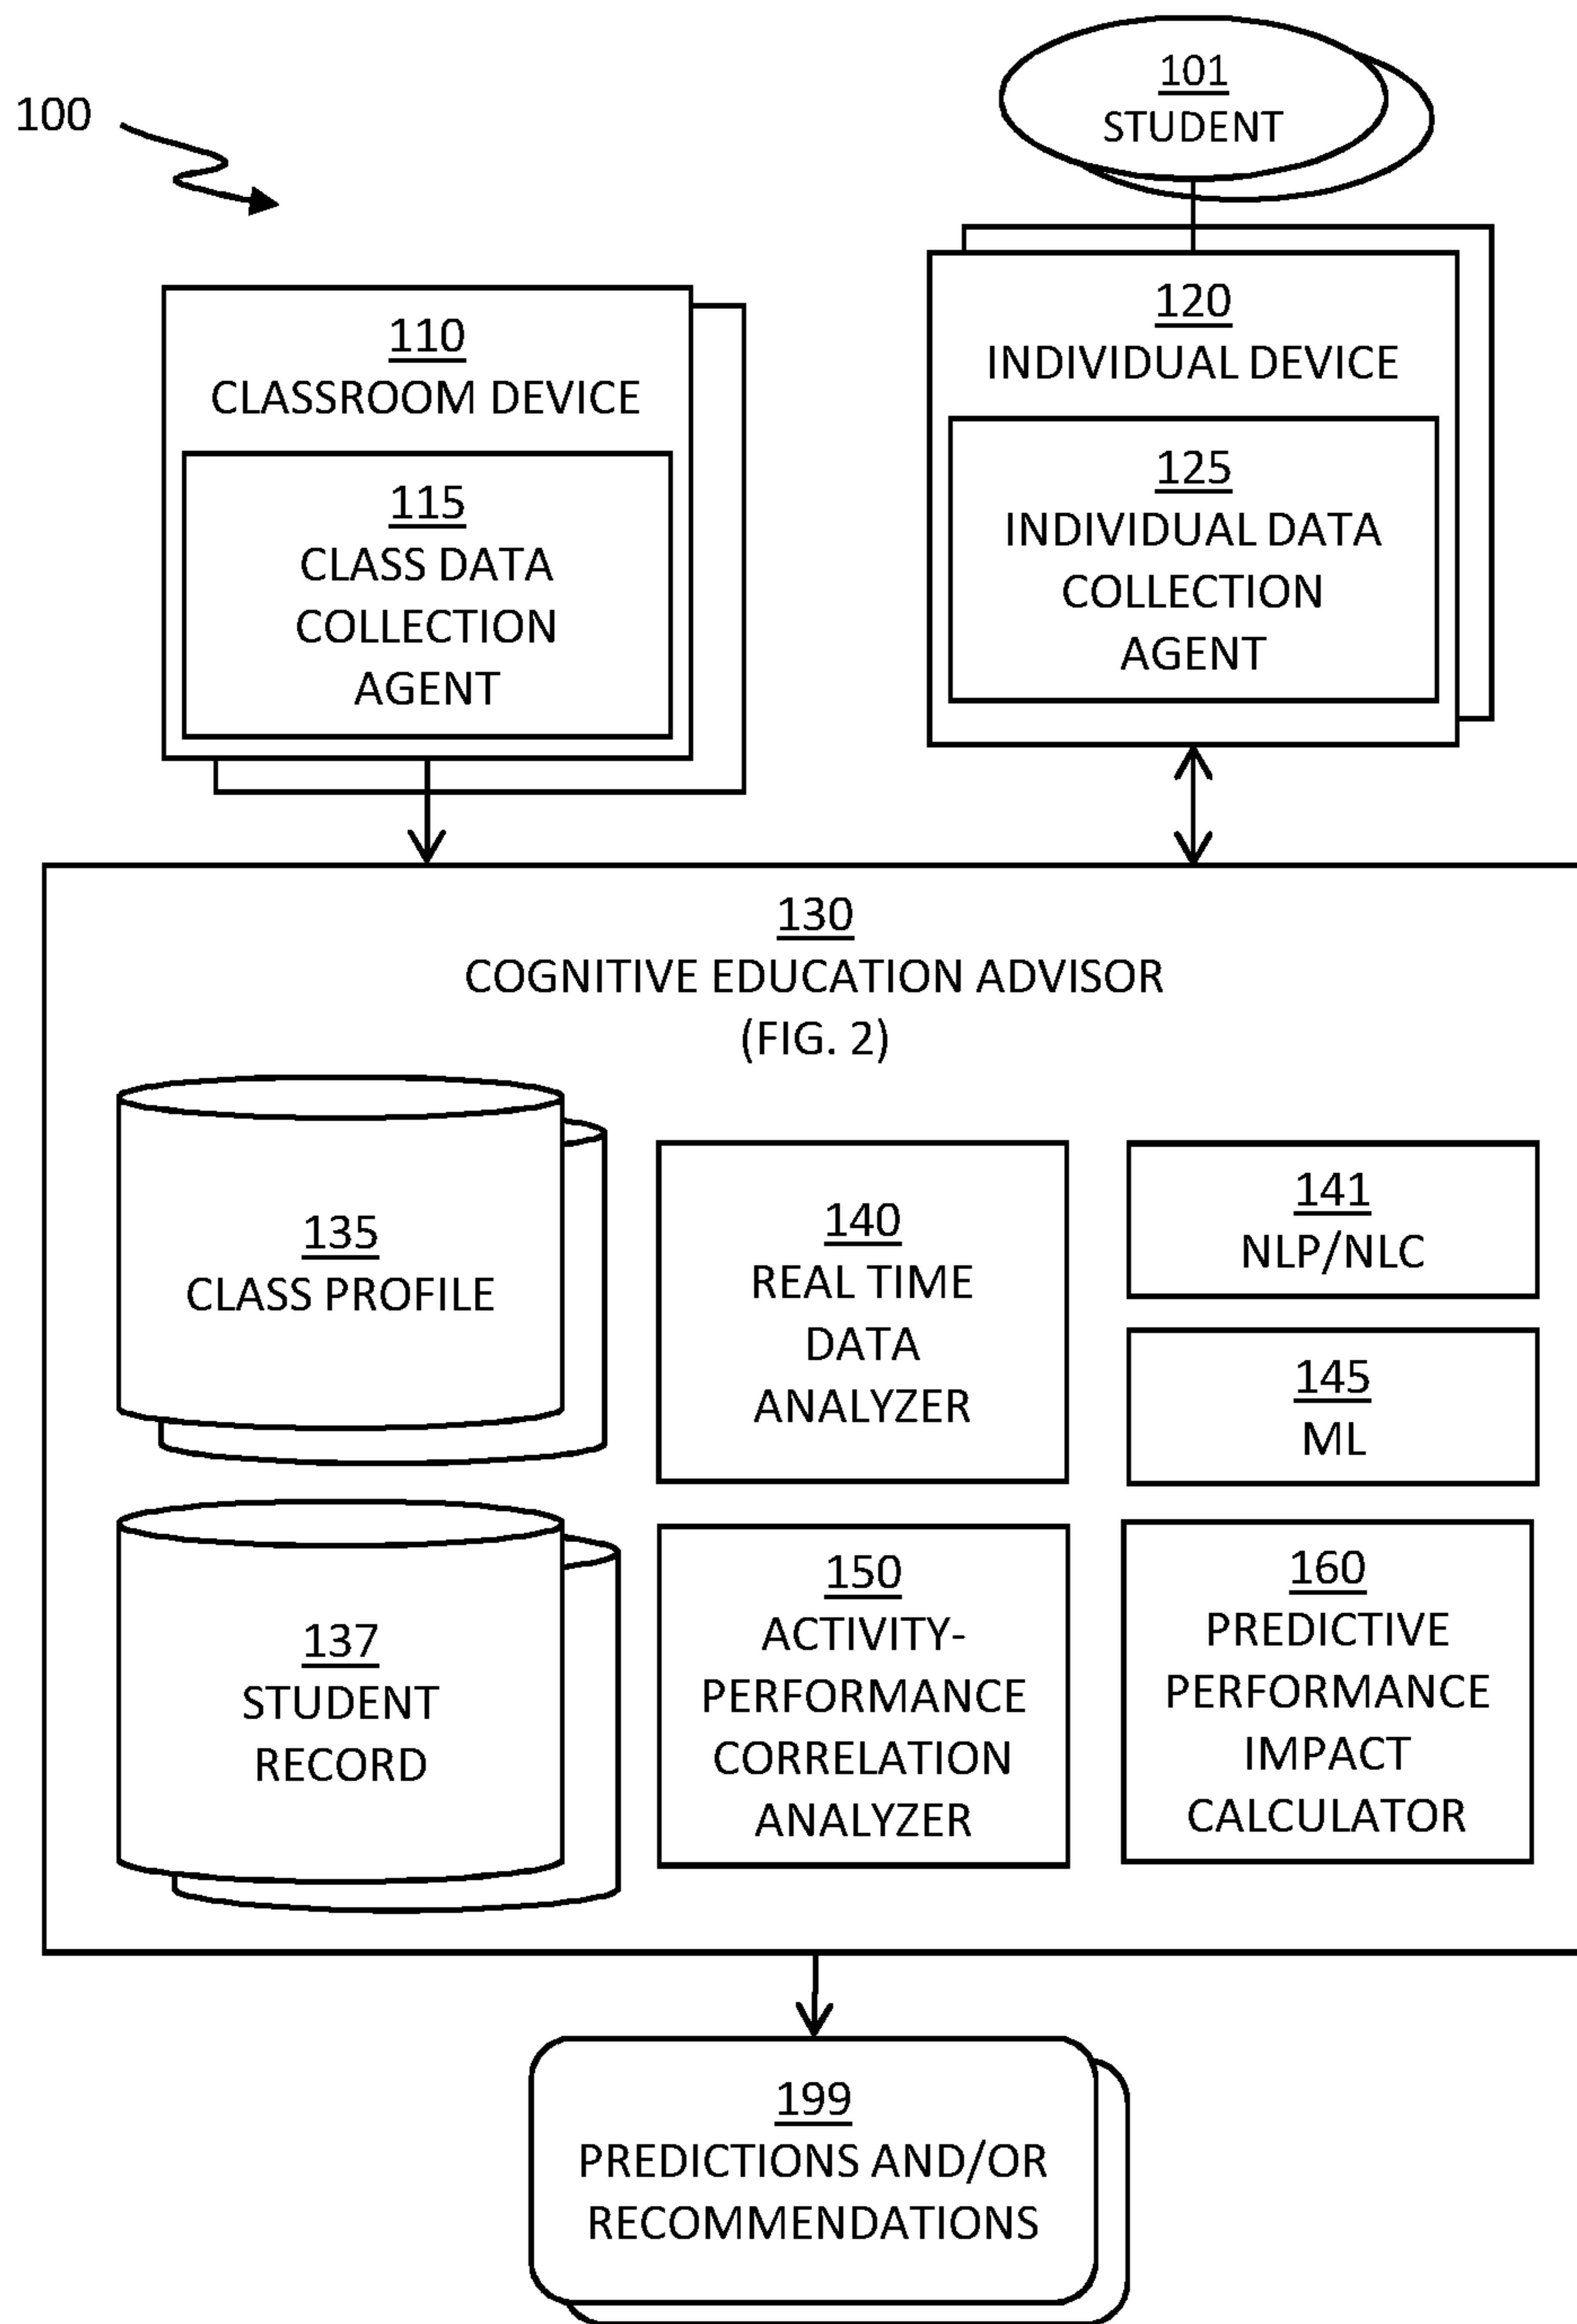 100
101
STUDENT
110
CLASSROOM DEVICE
115
CLASS DATA
COLLECTION
AGENT
120
INDIVIDUAL DEVICE
125
INDIVIDUAL DATA
COLLECTION
AGENT
130
COGNITIVE EDUCATION ADVISOR
(FIG. 2)
135
CLASS PROFILE
140
REAL TIME
DATA
ANALYZER
141
NLP/NLC
145
ML
137
STUDENT
RECORD
150
ACTIVITY-
PERFORMANCE
CORRELATION
ANALYZER
160
PREDICTIVE
PERFORMANCE
IMPACT
CALCULATOR
199
PREDICTIONS AND/OR
RECOMMENDATIONS